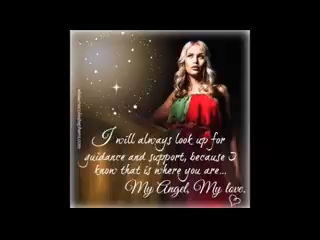 I will always look up for
guidance and support, because I
know that is where you are...
My Angel, My love.